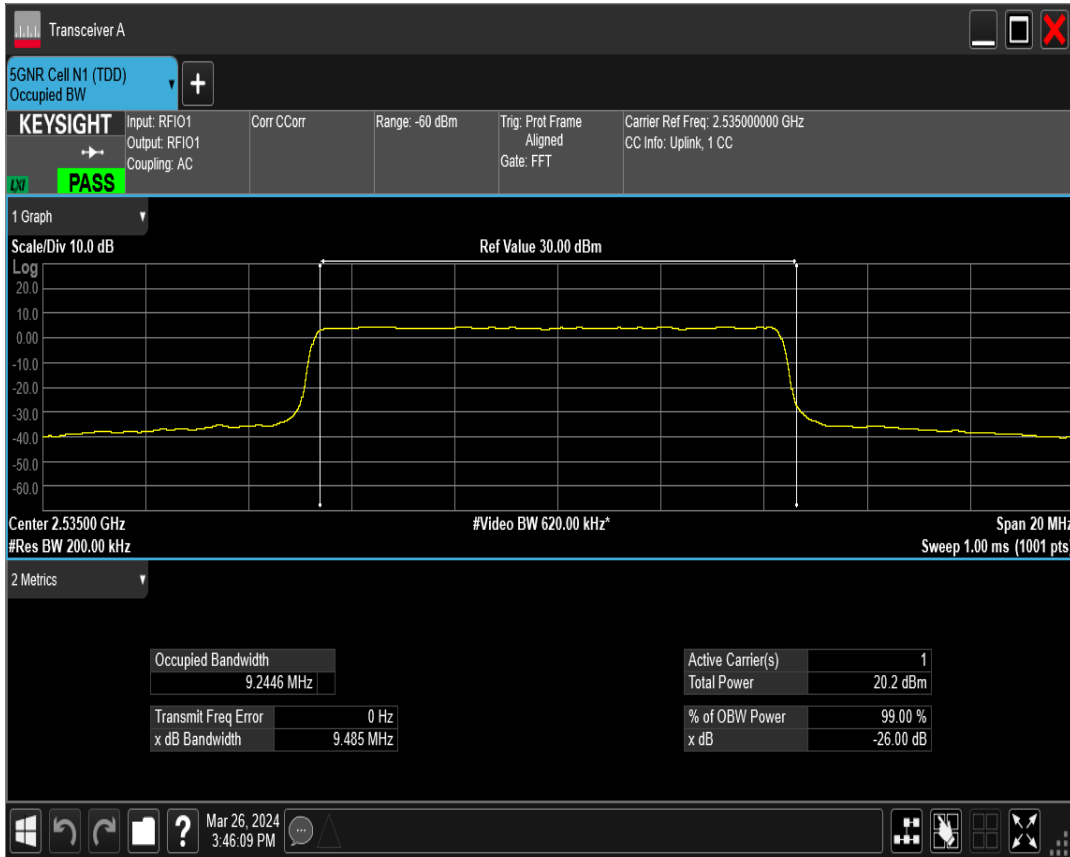 Transceiver A
5GNR Cell N1 (TDD)
Occupied BW
+
KEYSIGHT
LXI
PASS
Input: RFIO1
Output: RFIO1
Coupling: AC
Corr CCorr
Range: -60 dBm
Trig: Prot Frame
Aligned
Gate: FFT
Carrier Ref Freq: 2.535000000 GHz
CC Info: Uplink, 1 CC
1 Graph
Scale/Div 10.0 dB
Ref Value 30.00 dBm
Log
20.0
10.0
0.00
-10.0
-20.0
-30.0
-40.0
-50.0
-60.0
Center 2.53500 GHz
#Video BW 620.00 kHz*
Span 20 MHz
#Res BW 200.00 kHz
Sweep 1.00 ms (1001 pts)
2 Metrics
Occupied Bandwidth
9.2446 MHz
Transmit Freq Error 0 Hz
x dB Bandwidth 9.485 MHz
Active Carrier(s) 1
Total Power 20.2 dBm
% of OBW Power 99.00 %
x dB -26.00 dB
?
Mar 26, 2024
3:46:09 PM